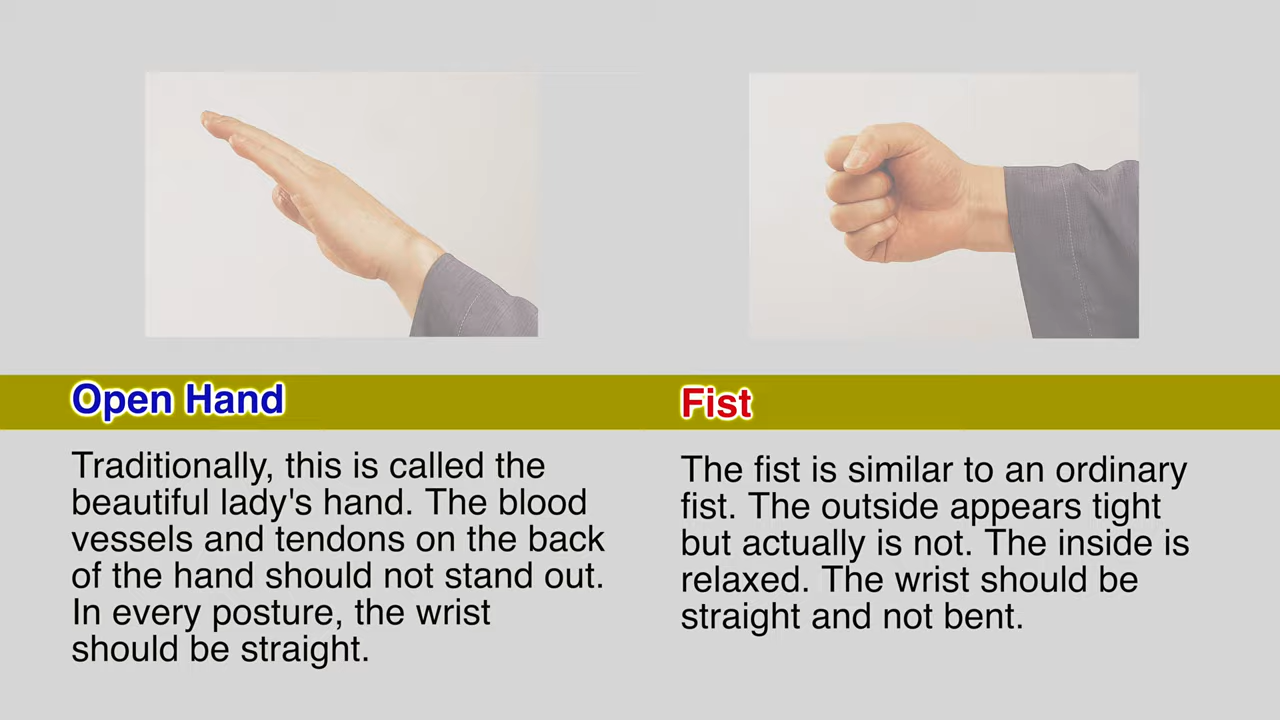 Open Hand
Traditionally, this is called the
beautiful lady's hand. The blood
vessels and tendons on the back
of the hand should not stand out.
In every posture, the wrist
should be straight.
Fist
The fist is similar to an ordinary
fist. The outside appears tight
but actually is not. The inside is
relaxed. The wrist should be
straight and not bent.